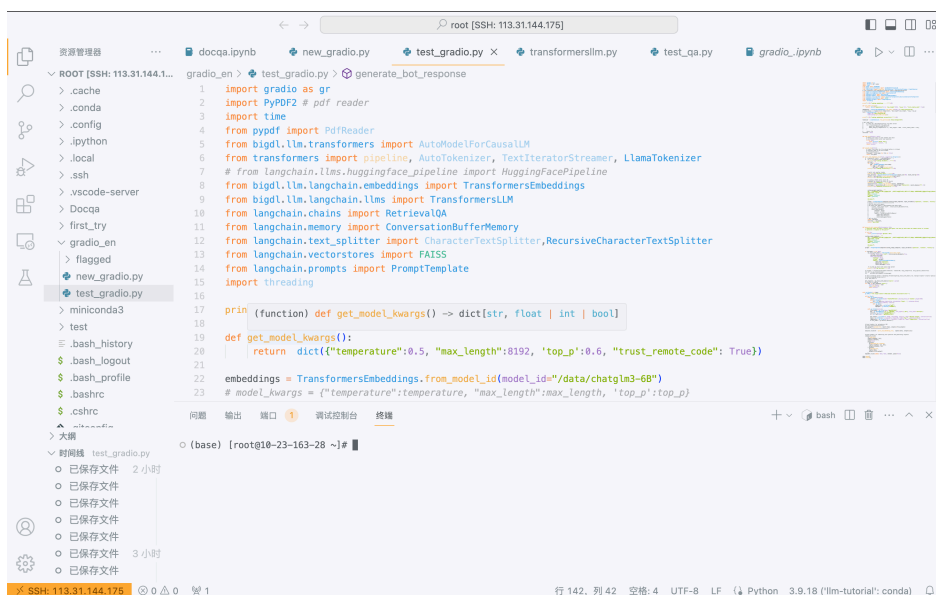 root [SSH: 113.31.144.175]
资源管理器
docqa.ipynb
new_gradio.py
test_gradio.py
transformersllm.py
test_qa.py
gradio_.ipynb
ROOT [SSH: 113.31.144.1...
.cache
.conda
.config
.ipython
.local
.ssh
.vscode-server
Docqa
first_try
gradio_en
flagged
new_gradio.py
test_gradio.py
miniconda3
test
.bash_history
.bash_logout
.bash_profile
.bashrc
.cshrc
大纲
时间线 test_gradio.py
已保存文件 2 小时
已保存文件
已保存文件
已保存文件
已保存文件
已保存文件 3 小时
已保存文件
gradio_en > test_gradio.py > generate_bot_response
1 import gradio as gr
2 import PyPDF2 # pdf reader
3 import time
4 from pypdf import PdfReader
5 from bigdl.llm.transformers import AutoModelForCausalLM
6 from transformers import pipeline, AutoTokenizer, TextIteratorStreamer, LlamaTokenizer
7 # from langchain.llms.huggingface_pipeline import HuggingFacePipeline
8 from bigdl.llm.langchain.embeddings import TransformersEmbeddings
9 from bigdl.llm.langchain.llms import TransformersLLM
10 from langchain.chains import RetrievalQA
11 from langchain.memory import ConversationBufferMemory
12 from langchain.text_splitter import CharacterTextSplitter,RecursiveCharacterTextSplitter
13 from langchain.vectorstores import FAISS
14 from langchain.prompts import PromptTemplate
15 import threading
16
17 prin
(function) def get_model_kwargs() -> dict[str, float | int | bool]
18
19 def get_model_kwargs():
20 return dict({"temperature":0.5, "max_length":8192, 'top_p':0.6, "trust_remote_code": True})
21
22 embeddings = TransformersEmbeddings.from_model_id(model_id="/data/chatglm3-6B")
23 # model_kwargs = {"temperature":temperature, "max_length":max_length, 'top_p':top_p}
问题 输出 端口 1 调试控制台 终端
bash
(base) [root@10-23-163-28 ~]#
SSH: 113.31.144.175 0 0 1
行 142，列 42 空格: 4 UTF-8 LF Python 3.9.18 ('llm-tutorial': conda)